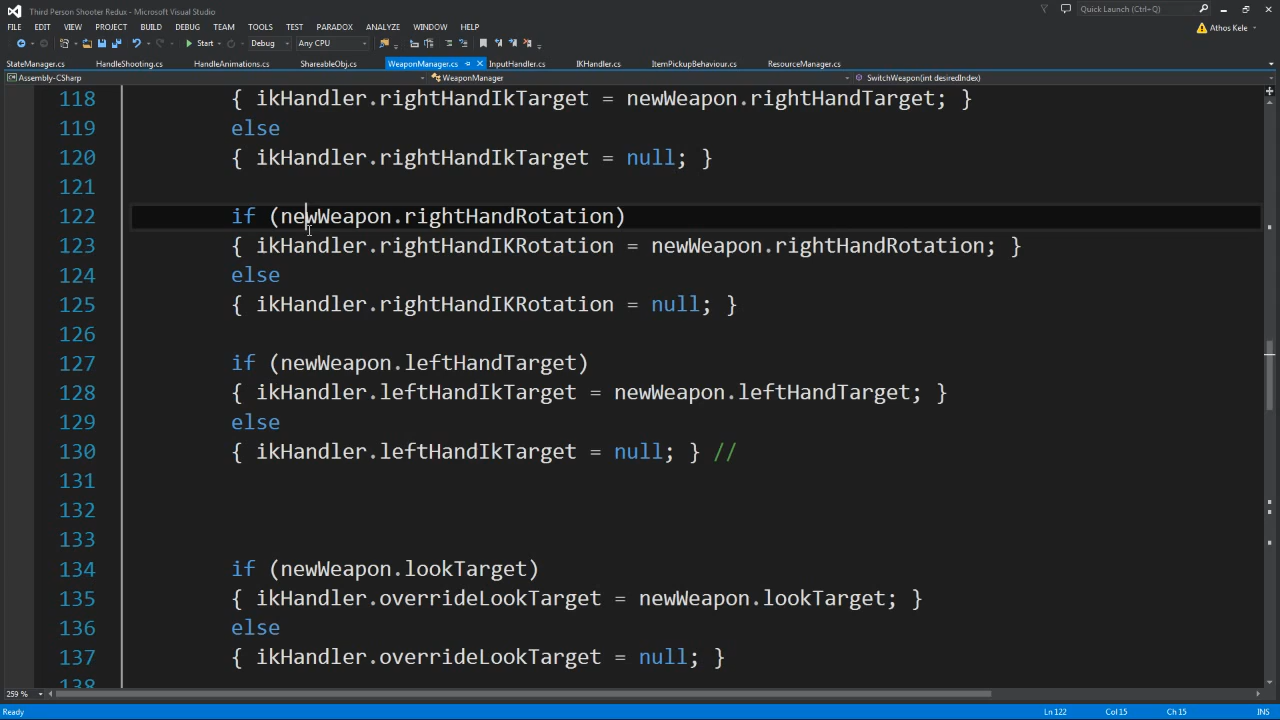 Third Person Shooter Redux - Microsoft Visual Studio
Quick Launch (Ctrl+Q)
FILE EDIT VIEW PROJECT BUILD DEBUG TEAM TOOLS TEST PARADOX ANALYZE WINDOW HELP
Athos Kele
Start Debug Any CPU
StateManager.cs HandleShooting.cs HandleAnimations.cs ShareableObj.cs WeaponManager.cs InputHandler.cs IKHandler.cs ItemPickupBehaviour.cs ResourceManager.cs
Assembly-CSharp WeaponManager SwitchWeapon(int desiredIndex)
118 { ikHandler.rightHandIkTarget = newWeapon.rightHandTarget; }
119 else
120 { ikHandler.rightHandIkTarget = null; }
121
122 if (newWeapon.rightHandRotation)
123 { ikHandler.rightHandIKRotation = newWeapon.rightHandRotation; }
124 else
125 { ikHandler.rightHandIKRotation = null; }
126
127 if (newWeapon.leftHandTarget)
128 { ikHandler.leftHandIkTarget = newWeapon.leftHandTarget; }
129 else
130 { ikHandler.leftHandIkTarget = null; } //
131
132
133
134 if (newWeapon.lookTarget)
135 { ikHandler.overrideLookTarget = newWeapon.lookTarget; }
136 else
137 { ikHandler.overrideLookTarget = null; }
138
259 %
Ready Ln 122 Col 15 Ch 15 INS